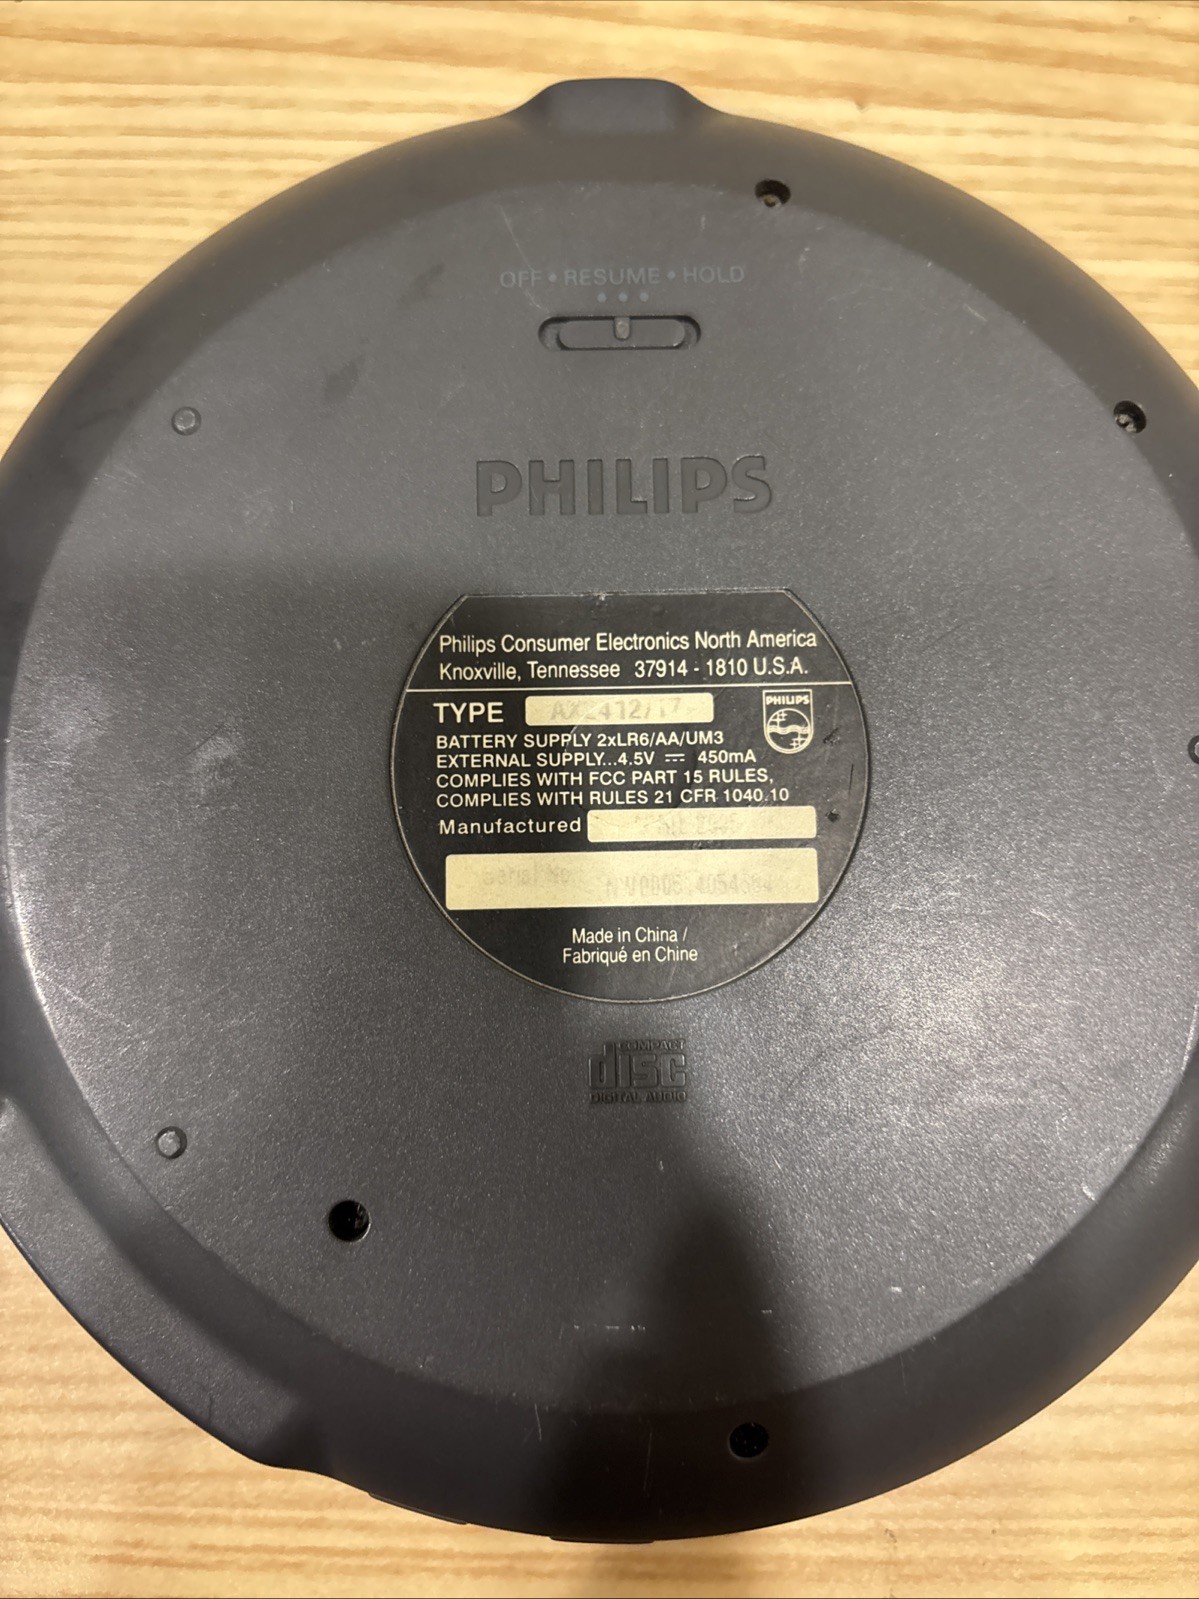 OFF • RESUME • HOLD
PHILIPS
Philips Consumer Electronics North America
Knoxville, Tennessee 37914 - 1810 U.S.A.
TYPE
PHILIPS
BATTERY SUPPLY 2xLR6/AA/UM3
EXTERNAL SUPPLY...4.5V ⎓ 450mA
COMPLIES WITH FCC PART 15 RULES,
COMPLIES WITH RULES 21 CFR 1040.10
Manufactured
Serial No.
Made in China /
Fabriqué en Chine
COMPACT
disc
DIGITAL AUDIO